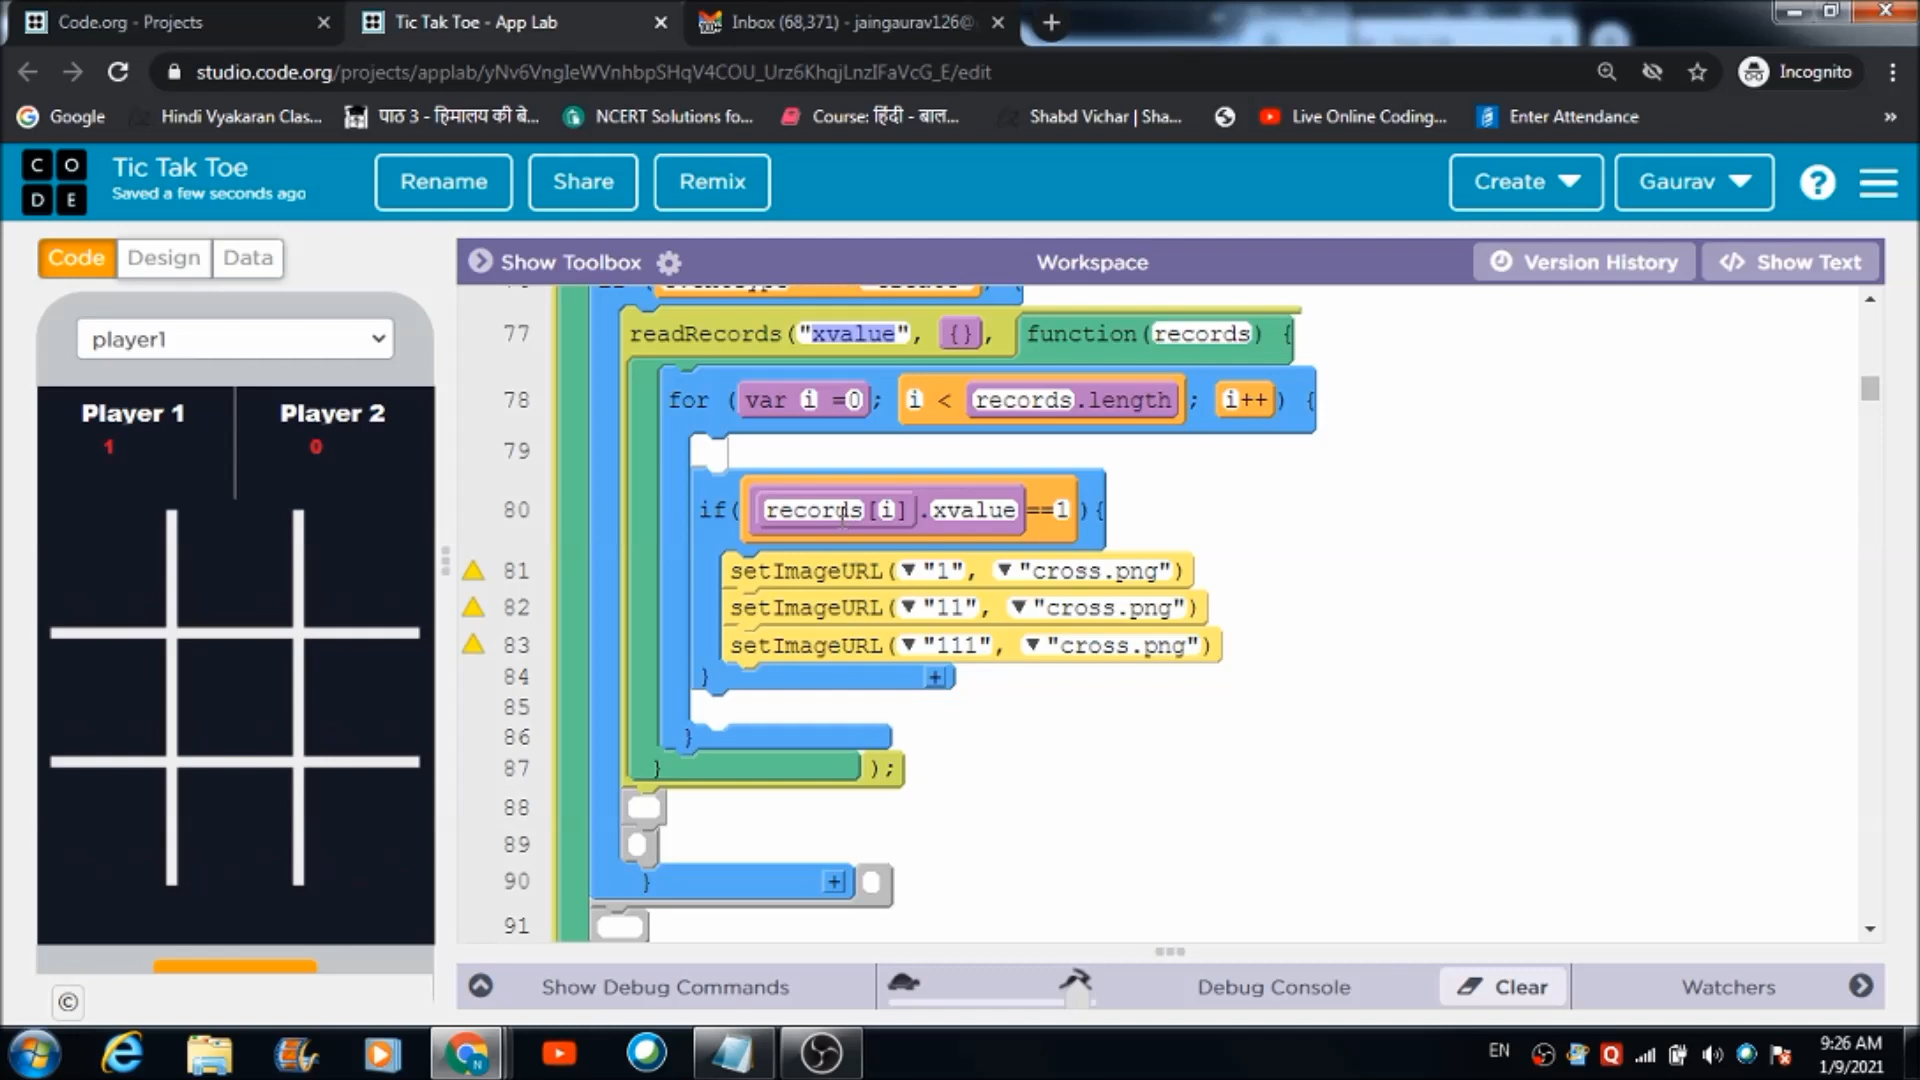 Code.org - Projects
Tic Tak Toe - App Lab
Inbox (68,371) - jaingaurav126@
studio.code.org/projects/applab/yNv6VngIeWVnhbpSHqV4COU_Urz6KhqjLnzIFaVcG_E/edit
Incognito
Google
Hindi Vyakaran Clas...
पाठ 3 - हिमालय की बे...
NCERT Solutions fo...
Course: हिंदी - बाल...
Shabd Vichar | Sha...
Live Online Coding...
Enter Attendance
»
C O
D E
Tic Tak Toe
Saved a few seconds ago
Rename
Share
Remix
Create
Gaurav
?
Code
Design
Data
Show Toolbox
Workspace
Version History
</> Show Text
player1
Player 1
Player 2
1
0
77 readRecords("xvalue", {}, function(records) {
78 for (var i =0; i < records.length; i++) {
79
80 if(records[i].xvalue==1){
81 setImageURL(▼"1", ▼"cross.png")
82 setImageURL(▼"11", ▼"cross.png")
83 setImageURL(▼"111", ▼"cross.png")
84 } +
85
86 }
87 });
88
89
90 } +
91
©
Show Debug Commands
Debug Console
Clear
Watchers
EN
9:26 AM
1/9/2021